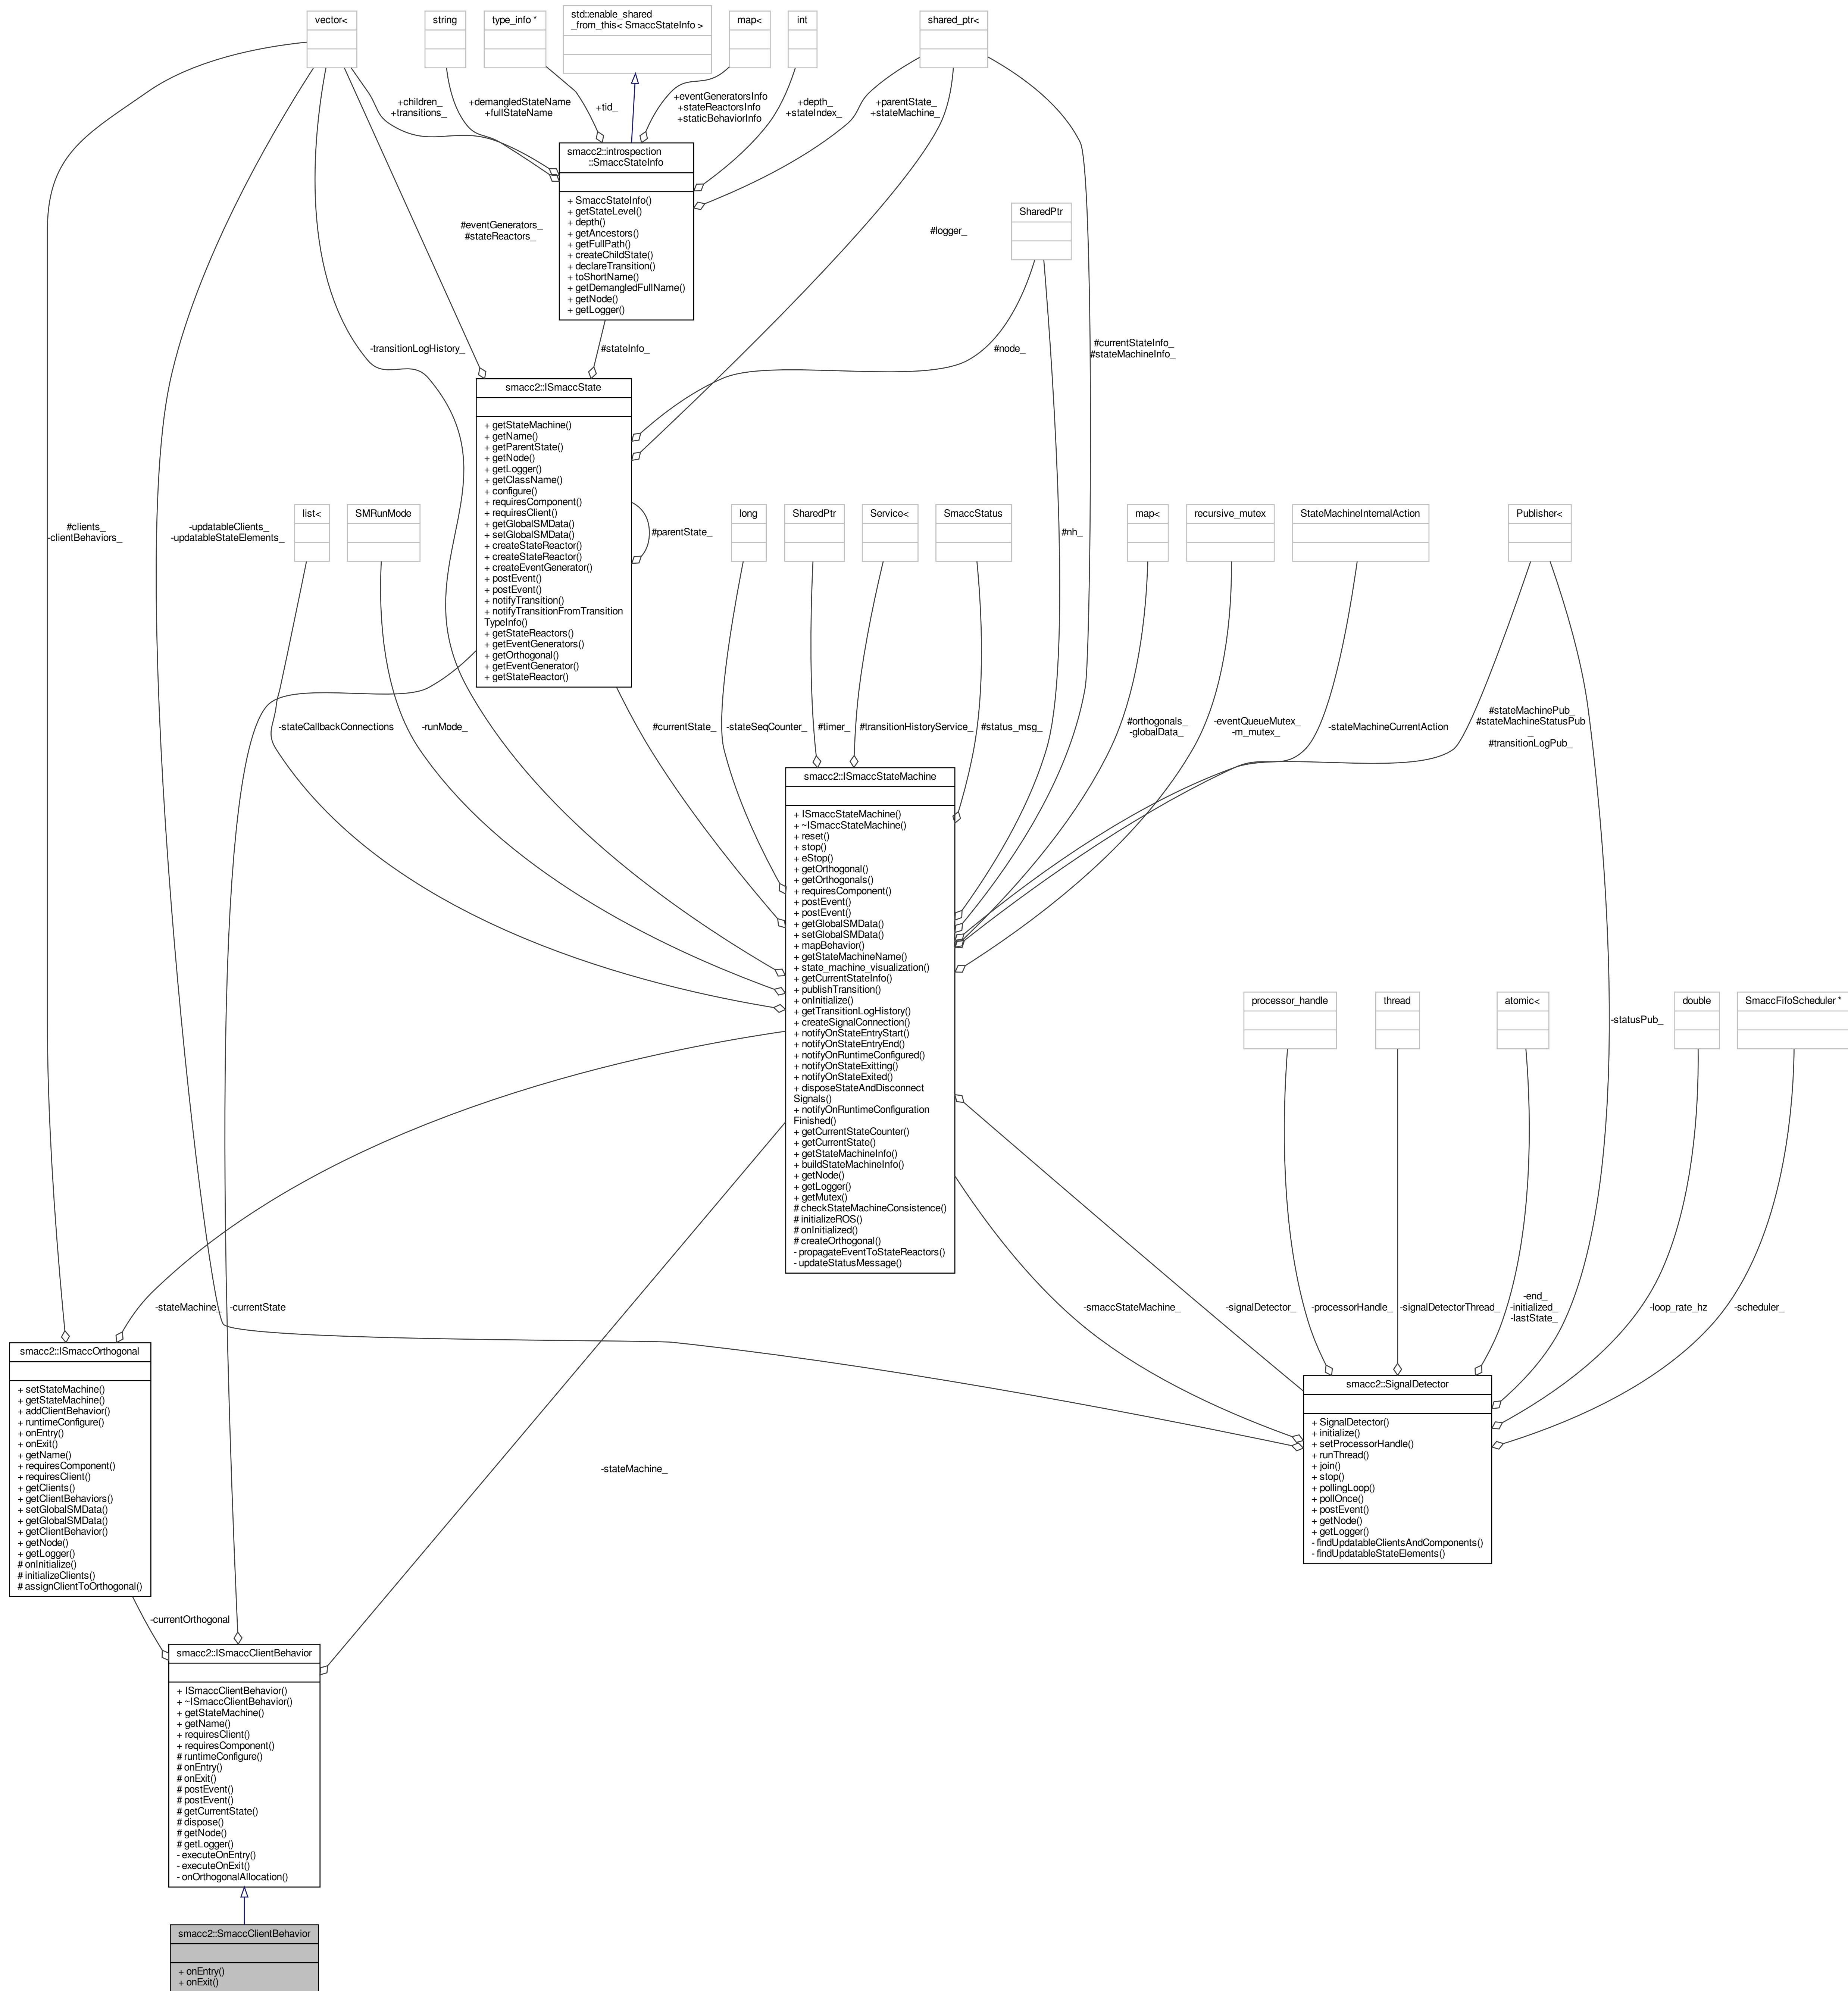 vector<
string
type_info *
std::enable_shared
_from_this< SmaccStateInfo >
map<
int
shared_ptr<
+children_
+transitions_
+demangledStateName
+fullStateName
+tid_
+eventGeneratorsInfo
+stateReactorsInfo
+staticBehaviorInfo
+depth_
+stateIndex_
+parentState_
+stateMachine_
smacc2::introspection
::SmaccStateInfo
+ SmaccStateInfo()
+ getStateLevel()
+ depth()
+ getAncestors()
+ getFullPath()
+ createChildState()
+ declareTransition()
+ toShortName()
+ getDemangledFullName()
+ getNode()
+ getLogger()
SharedPtr
#eventGenerators_
#stateReactors_
#logger_
-transitionLogHistory_
#stateInfo_
#node_
#currentStateInfo_
#stateMachineInfo_
smacc2::ISmaccState
+ getStateMachine()
+ getName()
+ getParentState()
+ getNode()
+ getLogger()
+ getClassName()
+ configure()
+ requiresComponent()
+ requiresClient()
+ getGlobalSMData()
+ setGlobalSMData()
+ createStateReactor()
+ createStateReactor()
+ createEventGenerator()
+ postEvent()
+ postEvent()
+ notifyTransition()
+ notifyTransitionFromTransition
TypeInfo()
+ getStateReactors()
+ getEventGenerators()
+ getOrthogonal()
+ getEventGenerator()
+ getStateReactor()
#clients_
-clientBehaviors_
-updatableClients_
-updatableStateElements_
list<
SMRunMode
#parentState_
long
SharedPtr
Service<
SmaccStatus
#nh_
map<
recursive_mutex
StateMachineInternalAction
Publisher<
-stateCallbackConnections
-runMode_
#currentState_
-stateSeqCounter_
#timer_
#transitionHistoryService_
#status_msg_
#orthogonals_
-globalData_
-eventQueueMutex_
-m_mutex_
-stateMachineCurrentAction
#stateMachinePub_
#stateMachineStatusPub
_
#transitionLogPub_
smacc2::ISmaccStateMachine
+ ISmaccStateMachine()
+ ~ISmaccStateMachine()
+ reset()
+ stop()
+ eStop()
+ getOrthogonal()
+ getOrthogonals()
+ requiresComponent()
+ postEvent()
+ postEvent()
+ getGlobalSMData()
+ setGlobalSMData()
+ mapBehavior()
+ getStateMachineName()
+ state_machine_visualization()
+ getCurrentStateInfo()
+ publishTransition()
+ onInitialize()
+ getTransitionLogHistory()
+ createSignalConnection()
+ notifyOnStateEntryStart()
+ notifyOnStateEntryEnd()
+ notifyOnRuntimeConfigured()
+ notifyOnStateExitting()
+ notifyOnStateExited()
+ disposeStateAndDisconnect
Signals()
+ notifyOnRuntimeConfiguration
Finished()
+ getCurrentStateCounter()
+ getCurrentState()
+ getStateMachineInfo()
+ buildStateMachineInfo()
+ getNode()
+ getLogger()
+ getMutex()
# checkStateMachineConsistence()
# initializeROS()
# onInitialized()
# createOrthogonal()
- propagateEventToStateReactors()
- updateStatusMessage()
processor_handle
thread
atomic<
-statusPub_
double
SmaccFifoScheduler *
-stateMachine_
-currentState
-smaccStateMachine_
-signalDetector_
-processorHandle_
-signalDetectorThread_
-end_
-initialized_
-lastState_
-loop_rate_hz
-scheduler_
smacc2::ISmaccOrthogonal
+ setStateMachine()
+ getStateMachine()
+ addClientBehavior()
+ runtimeConfigure()
+ onEntry()
+ onExit()
+ getName()
+ requiresComponent()
+ requiresClient()
+ getClients()
+ getClientBehaviors()
+ setGlobalSMData()
+ getGlobalSMData()
+ getClientBehavior()
+ getNode()
+ getLogger()
# onInitialize()
# initializeClients()
# assignClientToOrthogonal()
smacc2::SignalDetector
+ SignalDetector()
+ initialize()
+ setProcessorHandle()
+ runThread()
+ join()
+ stop()
+ pollingLoop()
+ pollOnce()
+ postEvent()
+ getNode()
+ getLogger()
- findUpdatableClientsAndComponents()
- findUpdatableStateElements()
-stateMachine_
-currentOrthogonal
smacc2::ISmaccClientBehavior
+ ISmaccClientBehavior()
+ ~ISmaccClientBehavior()
+ getStateMachine()
+ getName()
+ requiresClient()
+ requiresComponent()
# runtimeConfigure()
# onEntry()
# onExit()
# postEvent()
# postEvent()
# getCurrentState()
# dispose()
# getNode()
# getLogger()
- executeOnEntry()
- executeOnExit()
- onOrthogonalAllocation()
smacc2::SmaccClientBehavior
+ onEntry()
+ onExit()